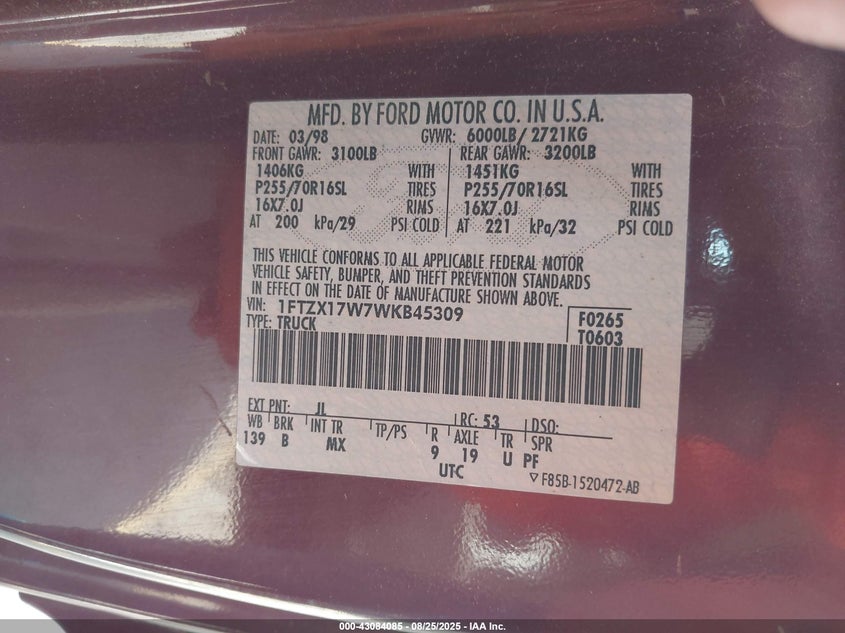 MFD. BY FORD MOTOR CO. IN U.S.A.
DATE: 03/98 GVWR: 6000LB/ 2721KG
FRONT GAWR: 3100LB REAR GAWR: 3200LB
1406KG WITH 1451KG WITH
P255/70R16SL TIRES P255/70R16SL TIRES
16X7.0J RIMS 16X7.0J RIMS
AT 200 kPa/29 PSI COLD AT 221 kPa/32 PSI COLD
THIS VEHICLE CONFORMS TO ALL APPLICABLE FEDERAL MOTOR
VEHICLE SAFETY, BUMPER, AND THEFT PREVENTION STANDARDS
IN EFFECT ON THE DATE OF MANUFACTURE SHOWN ABOVE.
VIN: 1FTZX17W7WKB45309
TYPE: TRUCK
F0265
T0603
EXT PNT: JL RC: 53 DSO:
WB BRK INT TR TP/PS R AXLE TR SPR
139 B MX 9 19 U PF
UTC
▽F85B-1520472-AB
000-43084085 - 08/25/2025 - IAA Inc.